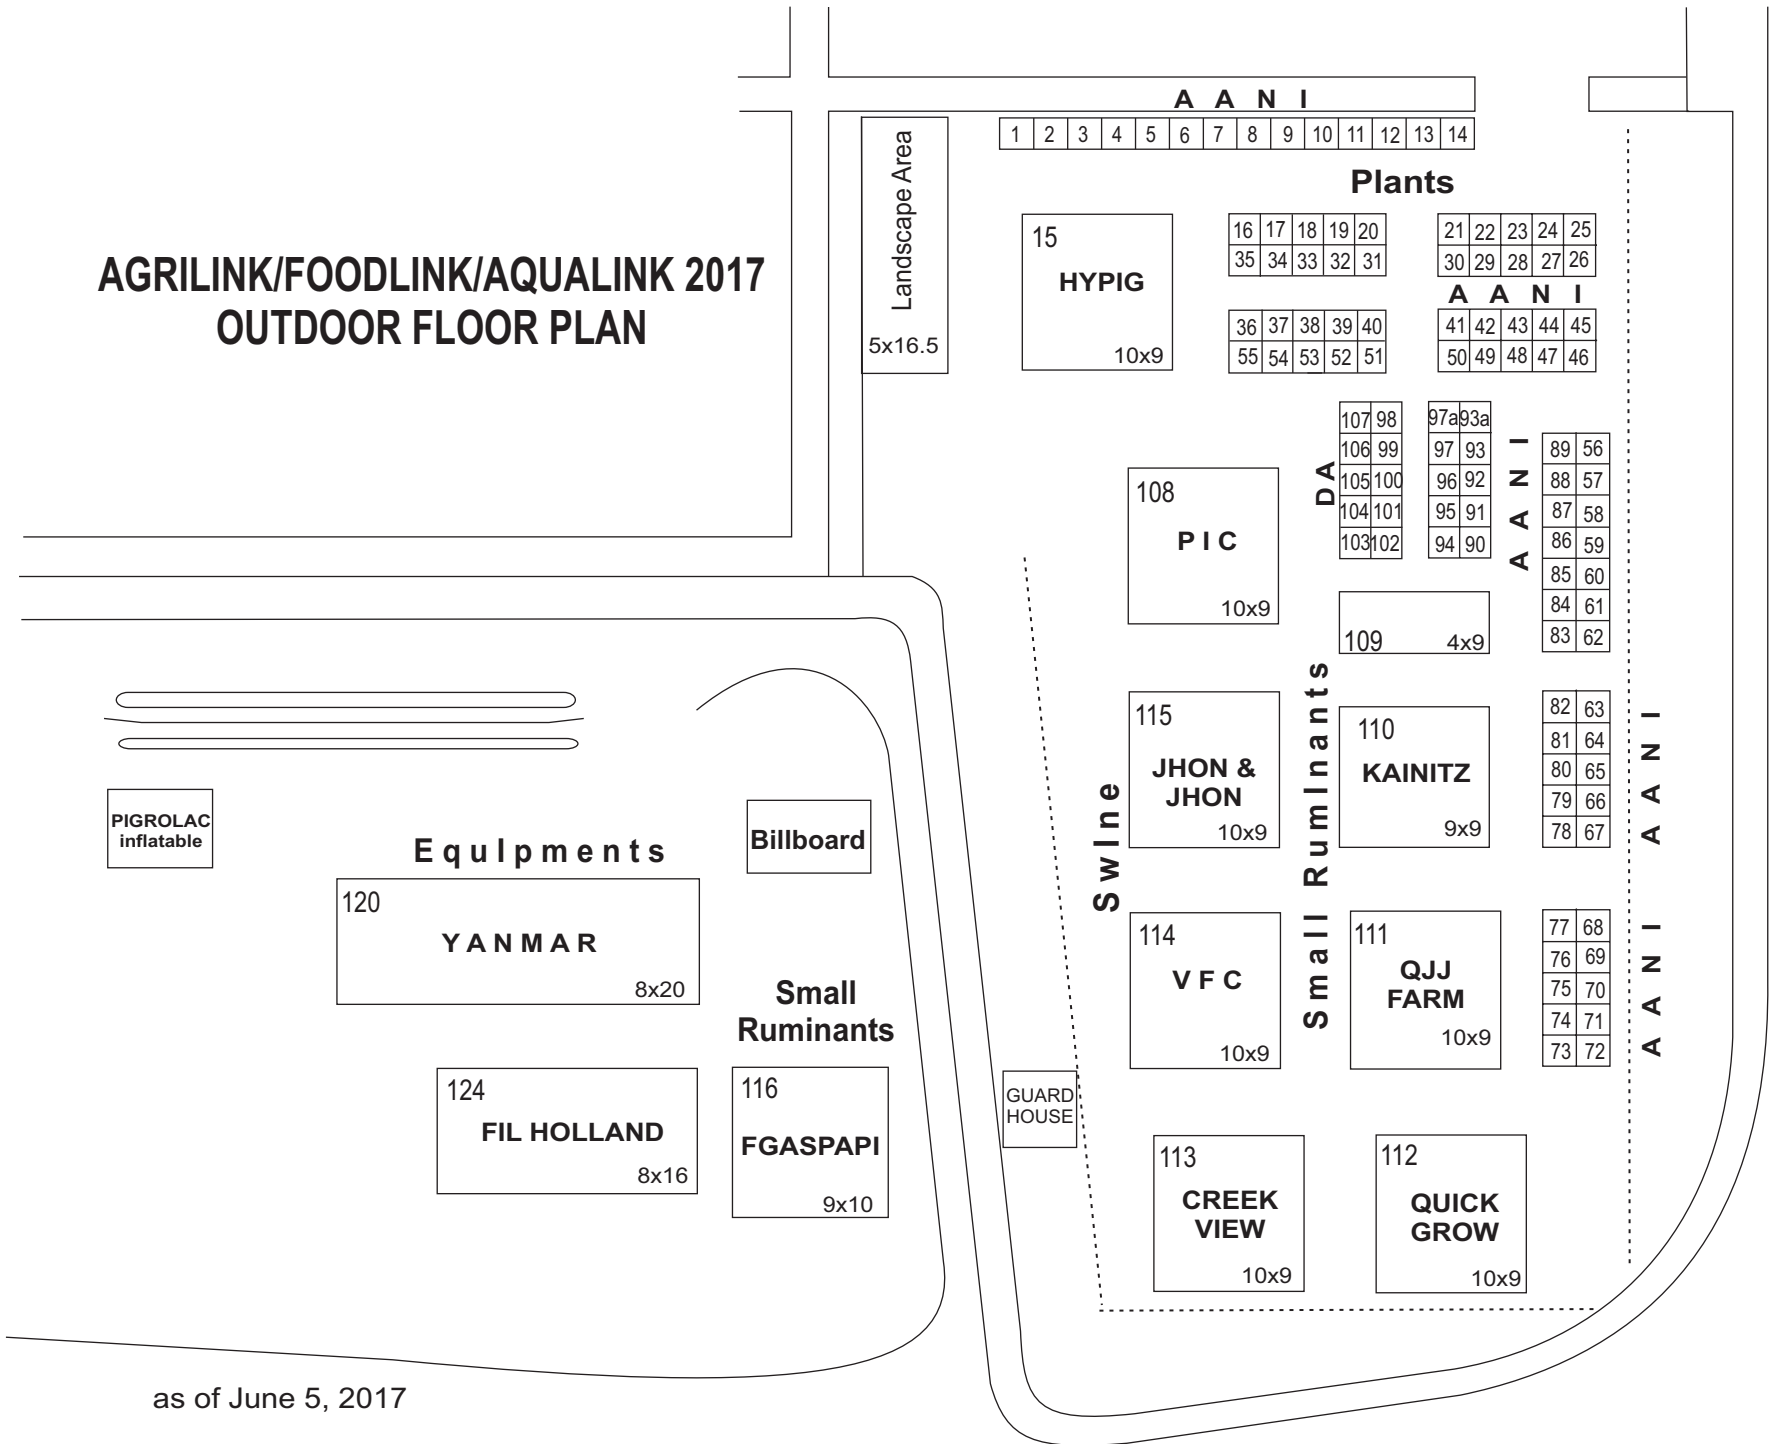 AGRILINK/FOODLINK/AQUALINK 2017
OUTDOOR FLOOR PLAN
A A N I
1 2 3 4 5 6 7 8 9 10 11 12 13 14
Plants
Landscape Area
5x16.5
15
HYPIG
10x9
16 17 18 19 20
35 34 33 32 31
21 22 23 24 25
30 29 28 27 26
A A N I
36 37 38 39 40
55 54 53 52 51
41 42 43 44 45
50 49 48 47 46
DA
107 98
106 99
105 100
104 101
103 102
97a 93a
97 93
96 92
95 91
94 90
A A N I
89 56
88 57
87 58
86 59
85 60
84 61
83 62
108
P I C
10x9
109
4x9
SwIne
Small RumInants
115
JHON &
JHON
10x9
110
KAINITZ
9x9
82 63
81 64
80 65
79 66
78 67
A A N I
114
V F C
10x9
111
QJJ
FARM
10x9
77 68
76 69
75 70
74 71
73 72
A A N I
GUARD
HOUSE
113
CREEK
VIEW
10x9
112
QUICK
GROW
10x9
PIGROLAC
inflatable
EquIpments
Billboard
120
Y A N M A R
8x20
Small
Ruminants
124
FIL HOLLAND
8x16
116
FGASPAPI
9x10
as of June 5, 2017